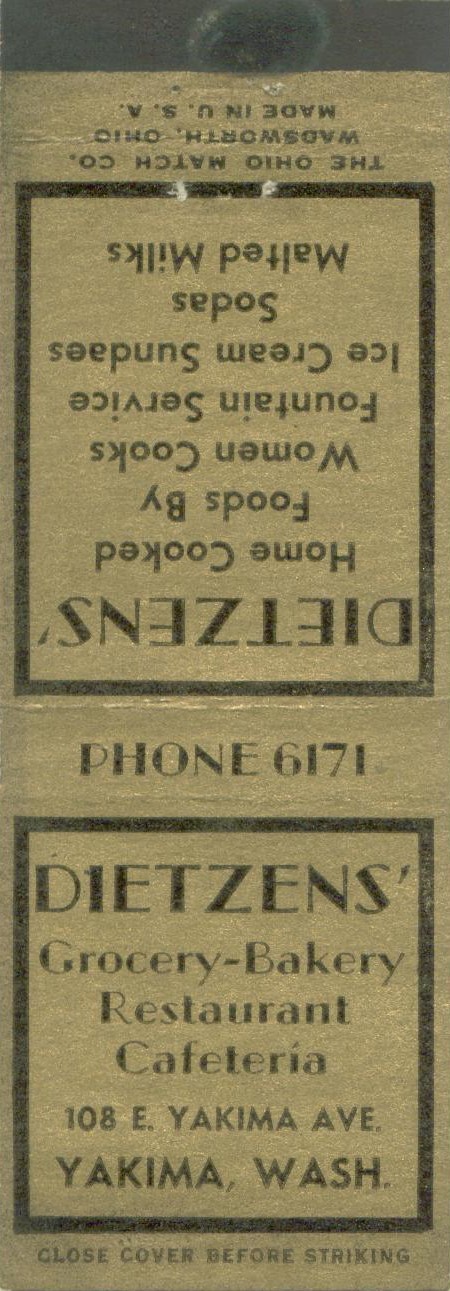 THE OHIO MATCH CO.
WADSWORTH, OHIO
MADE IN U. S. A.
DIETZENS'
Home Cooked
Foods By
Women Cooks
Fountain Service
Ice Cream Sundaes
Sodas
Malted Milks
PHONE 6171
DIETZENS'
Grocery-Bakery
Restaurant
Cafeteria
108 E. YAKIMA AVE.
YAKIMA, WASH.
CLOSE COVER BEFORE STRIKING